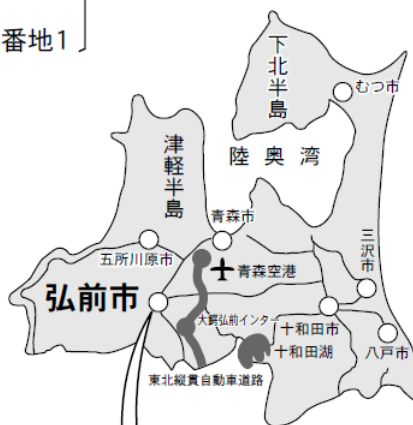 番地1
下北半島
むつ市
津軽半島
陸奥湾
青森市
三沢市
五所川原市
青森空港
弘前市
大鰐弘前インター
十和田市
十和田湖
八戸市
東北縦貫自動車道路